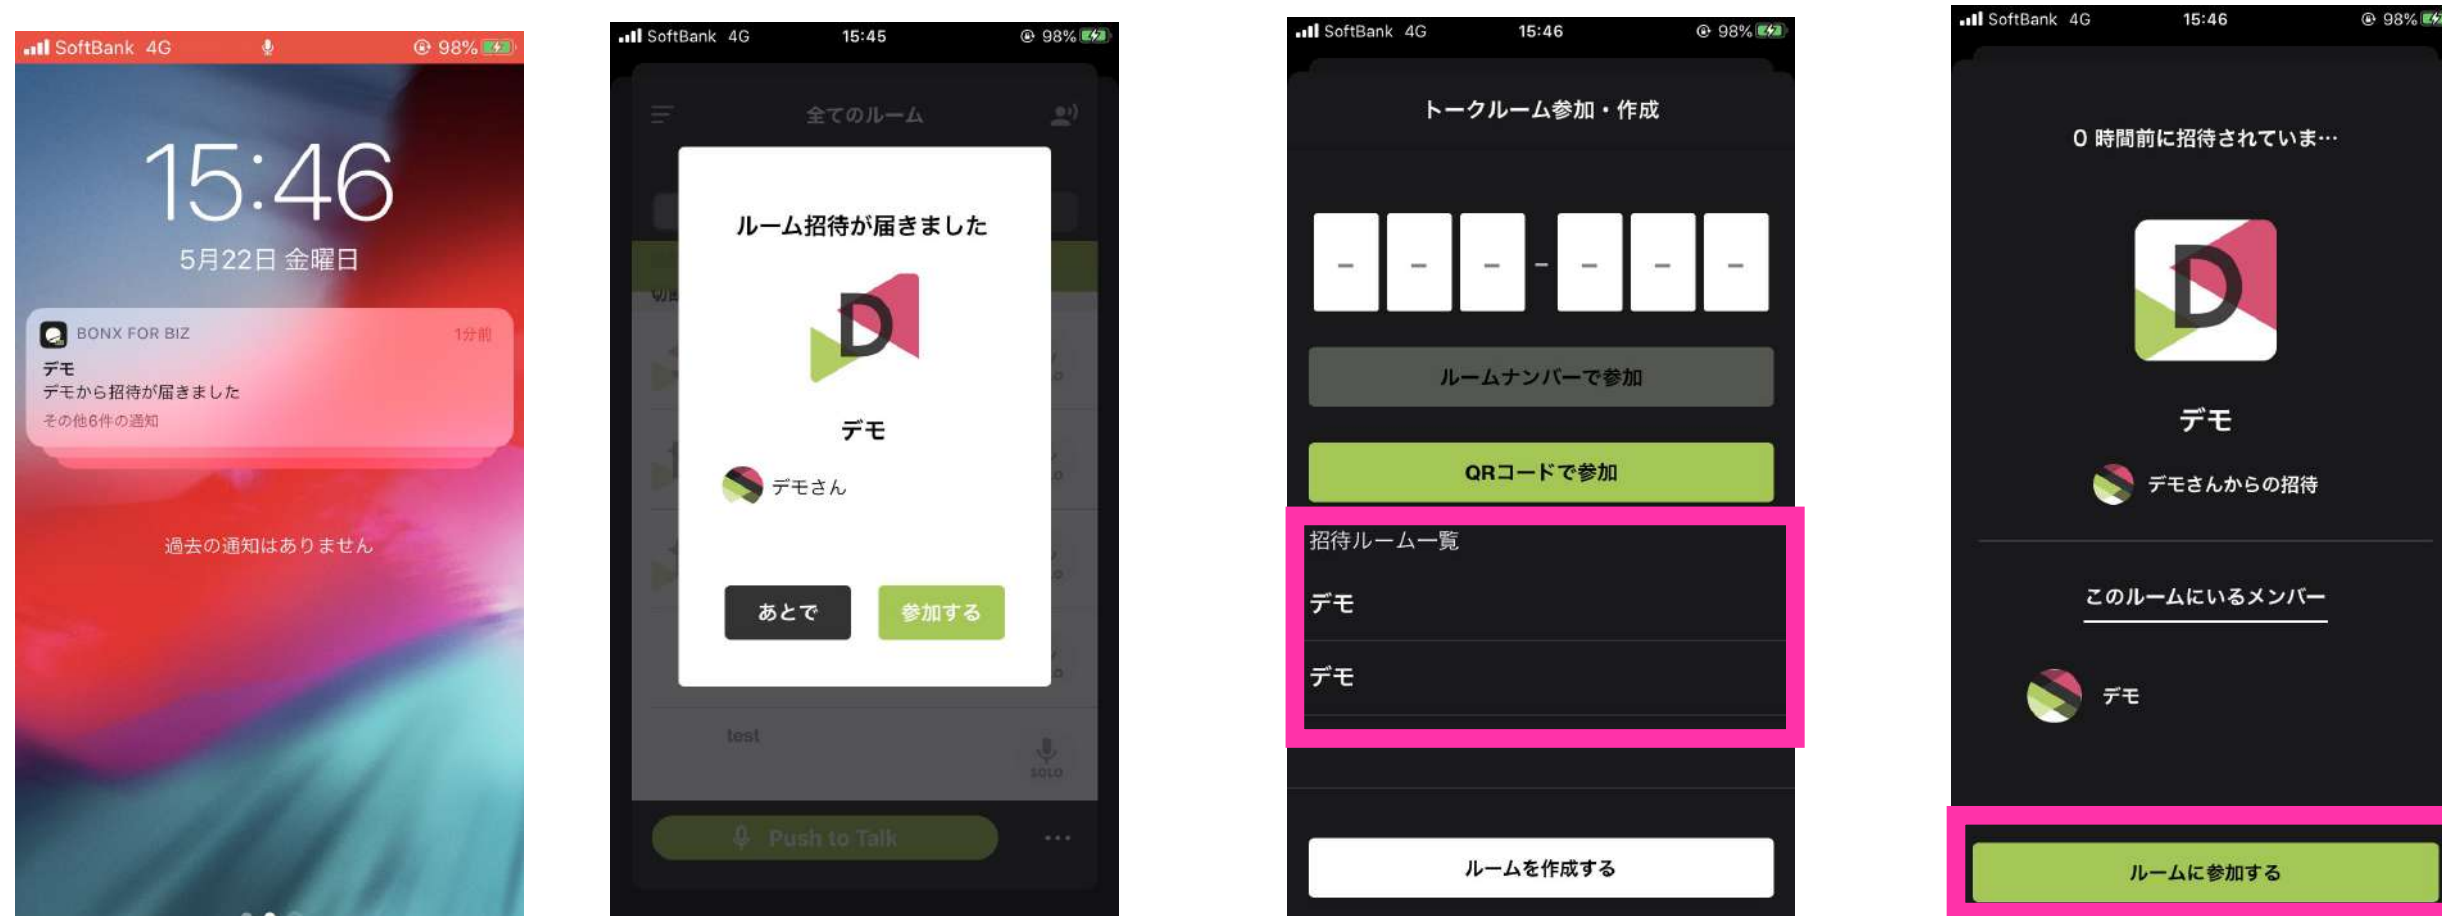 SoftBank 4G 98%
15:46
5月22日 金曜日
BONX FOR BIZ 1分前
デモ
デモから招待が届きました
その他6件の通知
過去の通知はありません
SoftBank 4G 15:45 98%
全てのルーム
ルーム招待が届きました
D
デモ
デモさん
あとで 参加する
test
SOLO
Push to Talk
SoftBank 4G 15:46 98%
トークルーム参加・作成
– – – – – – –
ルームナンバーで参加
QRコードで参加
招待ルーム一覧
デモ
デモ
ルームを作成する
SoftBank 4G 15:46 98%
0 時間前に招待されていま…
D
デモ
デモさんからの招待
このルームにいるメンバー
デモ
ルームに参加する